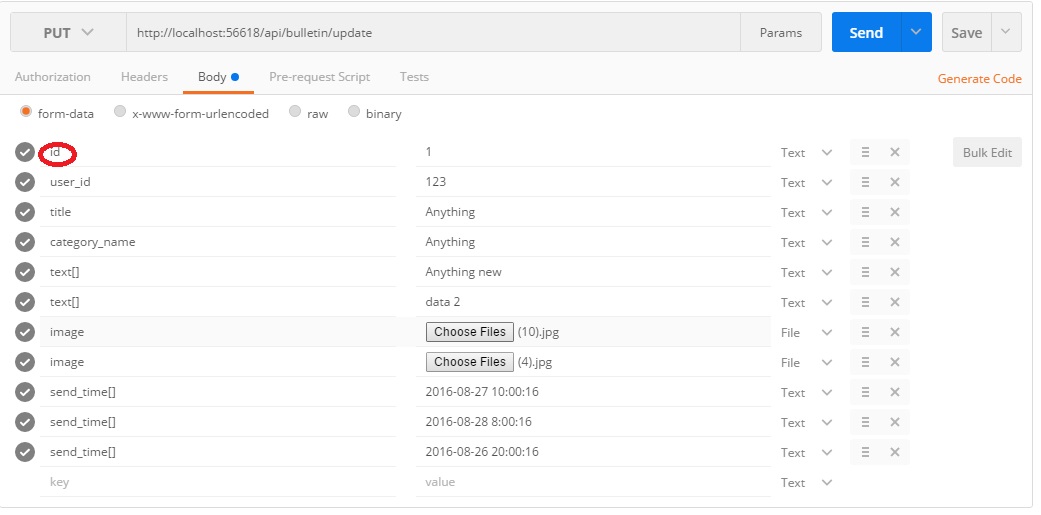 PUT http://localhost:56618/api/bulletin/update Params Send Save
Authorization Headers Body Pre-request Script Tests Generate Code
form-data x-www-form-urlencoded raw binary
id 1 Text Bulk Edit
user_id 123 Text
title Anything Text
category_name Anything Text
text[] Anything new Text
text[] data 2 Text
image Choose Files (10).jpg File
image Choose Files (4).jpg File
send_time[] 2016-08-27 10:00:16 Text
send_time[] 2016-08-28 8:00:16 Text
send_time[] 2016-08-26 20:00:16 Text
key value Text